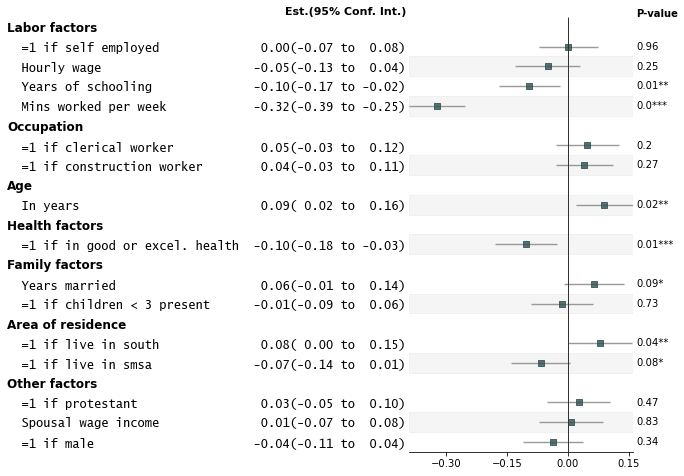 Est.(95% Conf. Int.) P-value
Labor factors
=1 if self employed 0.00(-0.07 to 0.08) 0.96
Hourly wage -0.05(-0.13 to 0.04) 0.25
Years of schooling -0.10(-0.17 to -0.02) 0.01**
Mins worked per week -0.32(-0.39 to -0.25) 0.0***
Occupation
=1 if clerical worker 0.05(-0.03 to 0.12) 0.2
=1 if construction worker 0.04(-0.03 to 0.11) 0.27
Age
In years 0.09( 0.02 to 0.16) 0.02**
Health factors
=1 if in good or excel. health -0.10(-0.18 to -0.03) 0.01***
Family factors
Years married 0.06(-0.01 to 0.14) 0.09*
=1 if children < 3 present -0.01(-0.09 to 0.06) 0.73
Area of residence
=1 if live in south 0.08( 0.00 to 0.15) 0.04**
=1 if live in smsa -0.07(-0.14 to 0.01) 0.08*
Other factors
=1 if protestant 0.03(-0.05 to 0.10) 0.47
Spousal wage income 0.01(-0.07 to 0.08) 0.83
=1 if male -0.04(-0.11 to 0.04) 0.34
−0.30 −0.15 0.00 0.15